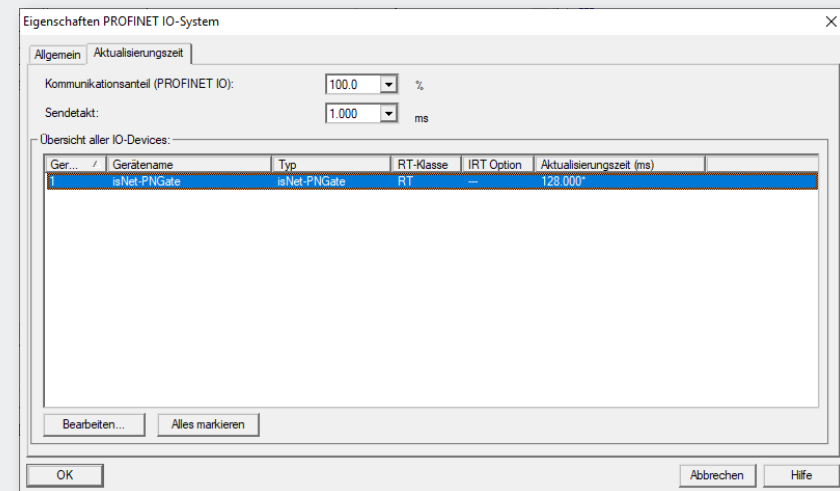 Eigenschaften PROFINET IO-System
Allgemein Aktualisierungszeit
Kommunikationsanteil (PROFINET IO): 100.0 %
Sendetakt: 1.000 ms
Übersicht aller IO-Devices:
Ger... / Gerätename Typ RT-Klasse IRT Option Aktualisierungszeit (ms)
1 isNet-PNGate isNet-PNGate RT --- 128.000*
Bearbeiten... Alles markieren
OK Abbrechen Hilfe